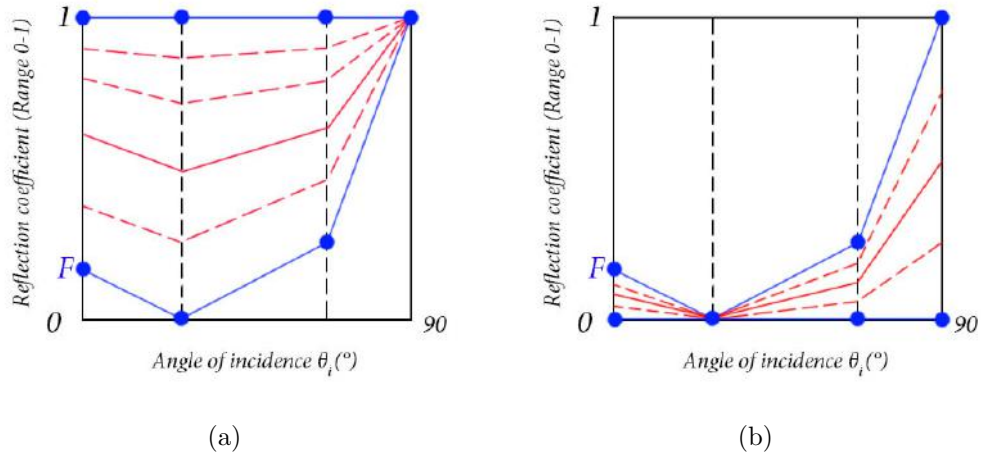 1
Reflection coefficient (Range 0-1)
F
0
90
Angle of incidence θi(°)
(a)
1
Reflection coefficient (Range 0-1)
F
0
90
Angle of incidence θi(°)
(b)